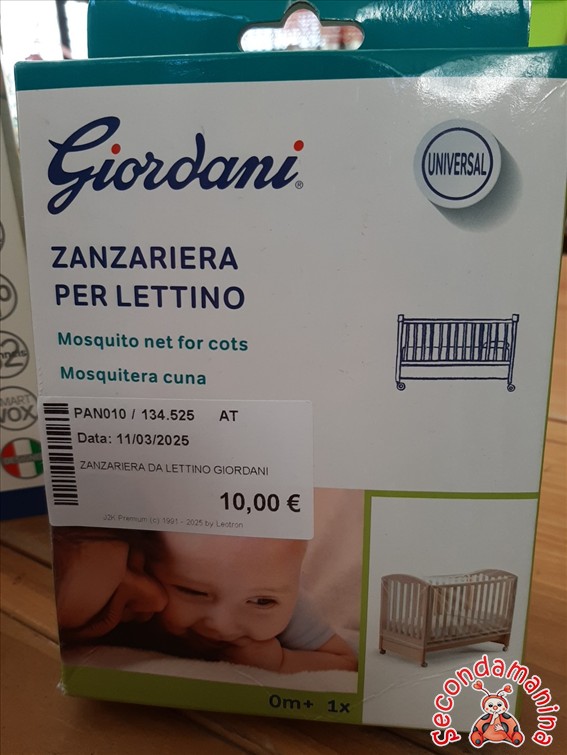 Giordani®
UNIVERSAL
ZANZARIERA
PER LETTINO
Mosquito net for cots
Mosquitera cuna
PAN010 / 134.525 AT
Data: 11/03/2025
ZANZARIERA DA LETTINO GIORDANI
10,00 €
J2K Premium (c) 1991 - 2025 by Leotron
0m+ 1x
VOX
Secondamanina